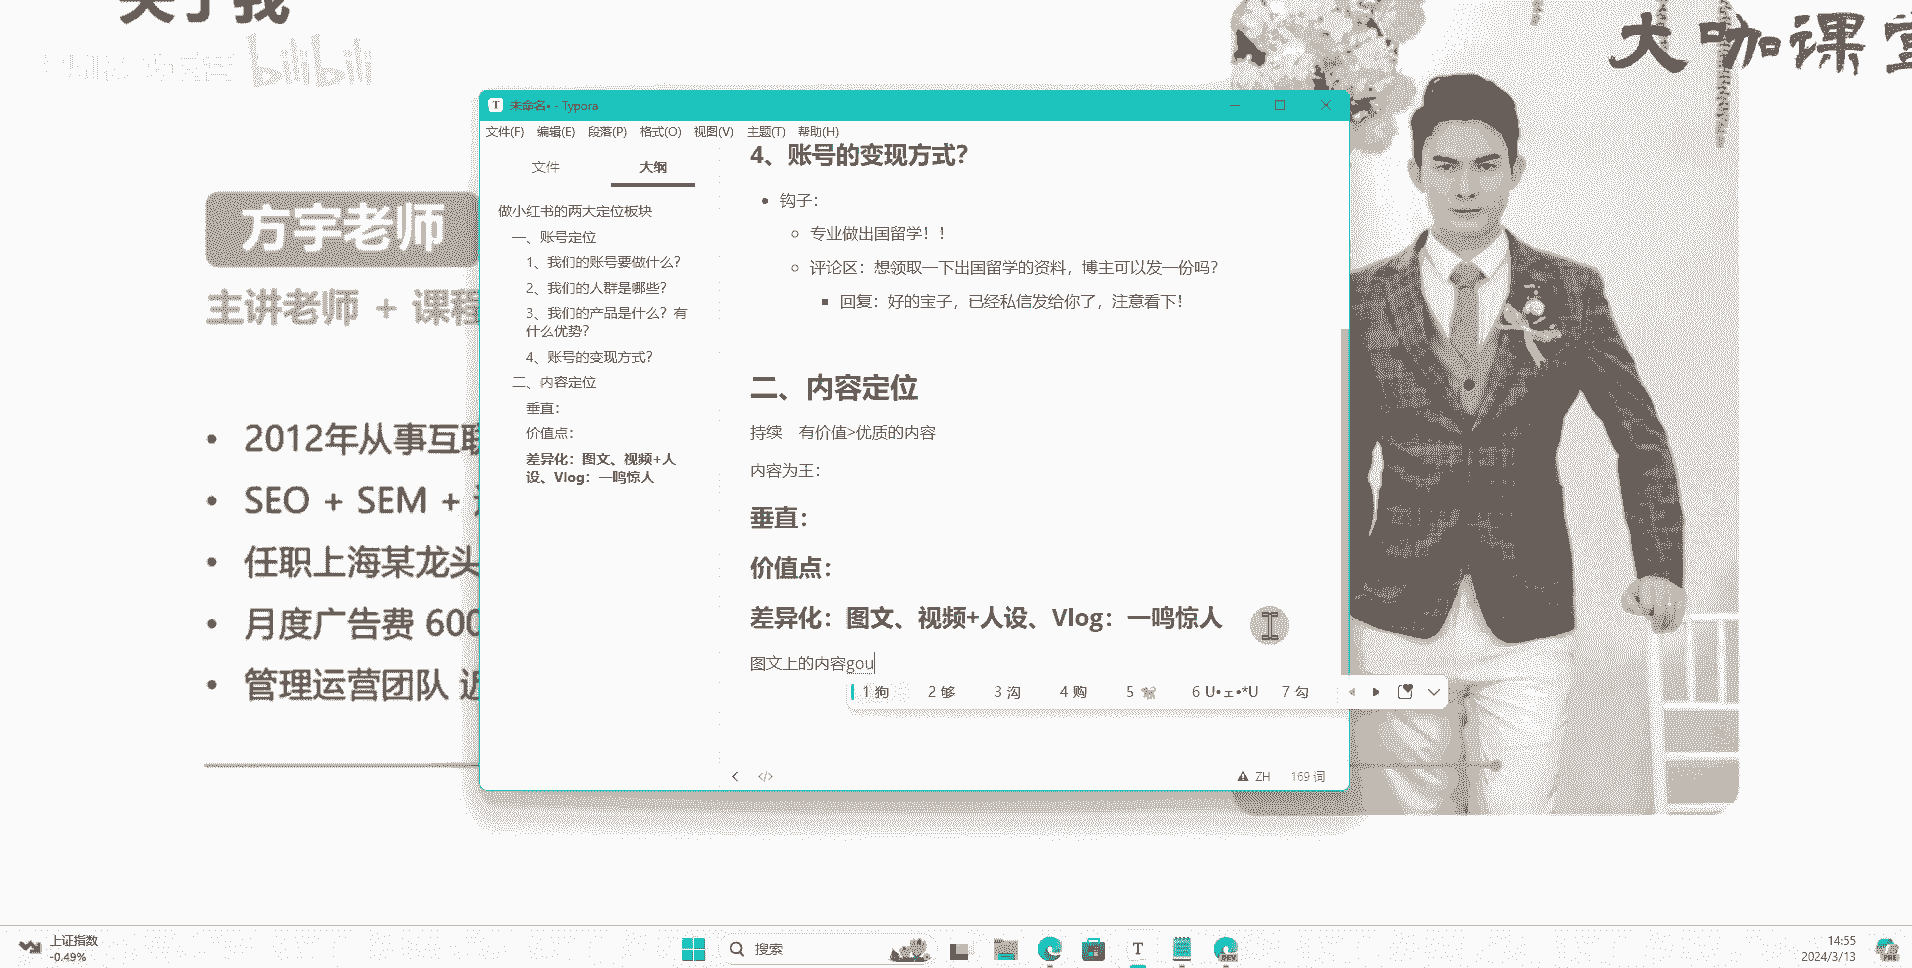 关于我
bilibili
大咖课堂
方宇老师
主讲老师 + 课程
2012年从事互联
SEO + SEM +
任职上海某龙头
月度广告费 600
管理运营团队 近
未命名• - Typora
文件(F) 编辑(E) 段落(P) 格式(O) 视图(V) 主题(T) 帮助(H)
文件 大纲
做小红书的两大定位板块
一、账号定位
1、我们的账号要做什么？
2、我们的人群是哪些？
3、我们的产品是什么？有
什么优势？
4、账号的变现方式？
二、内容定位
垂直：
价值点：
差异化：图文、视频+人
设、Vlog：一鸣惊人
4、账号的变现方式？
钩子：
专业做出国留学！！
评论区：想领取一下出国留学的资料，博主可以发一份吗？
回复：好的宝子，已经私信发给你了，注意看下！
二、内容定位
持续 有价值>优质的内容
内容为王：
垂直：
价值点：
差异化：图文、视频+人设、Vlog：一鸣惊人
图文上的内容gou
1 狗 2 够 3 沟 4 购 5 🐕 6 U•ェ•*U 7 勾
ZH 169 词
上证指数
-0.49%
搜索
DEV
14:55
2024/3/13
PRE